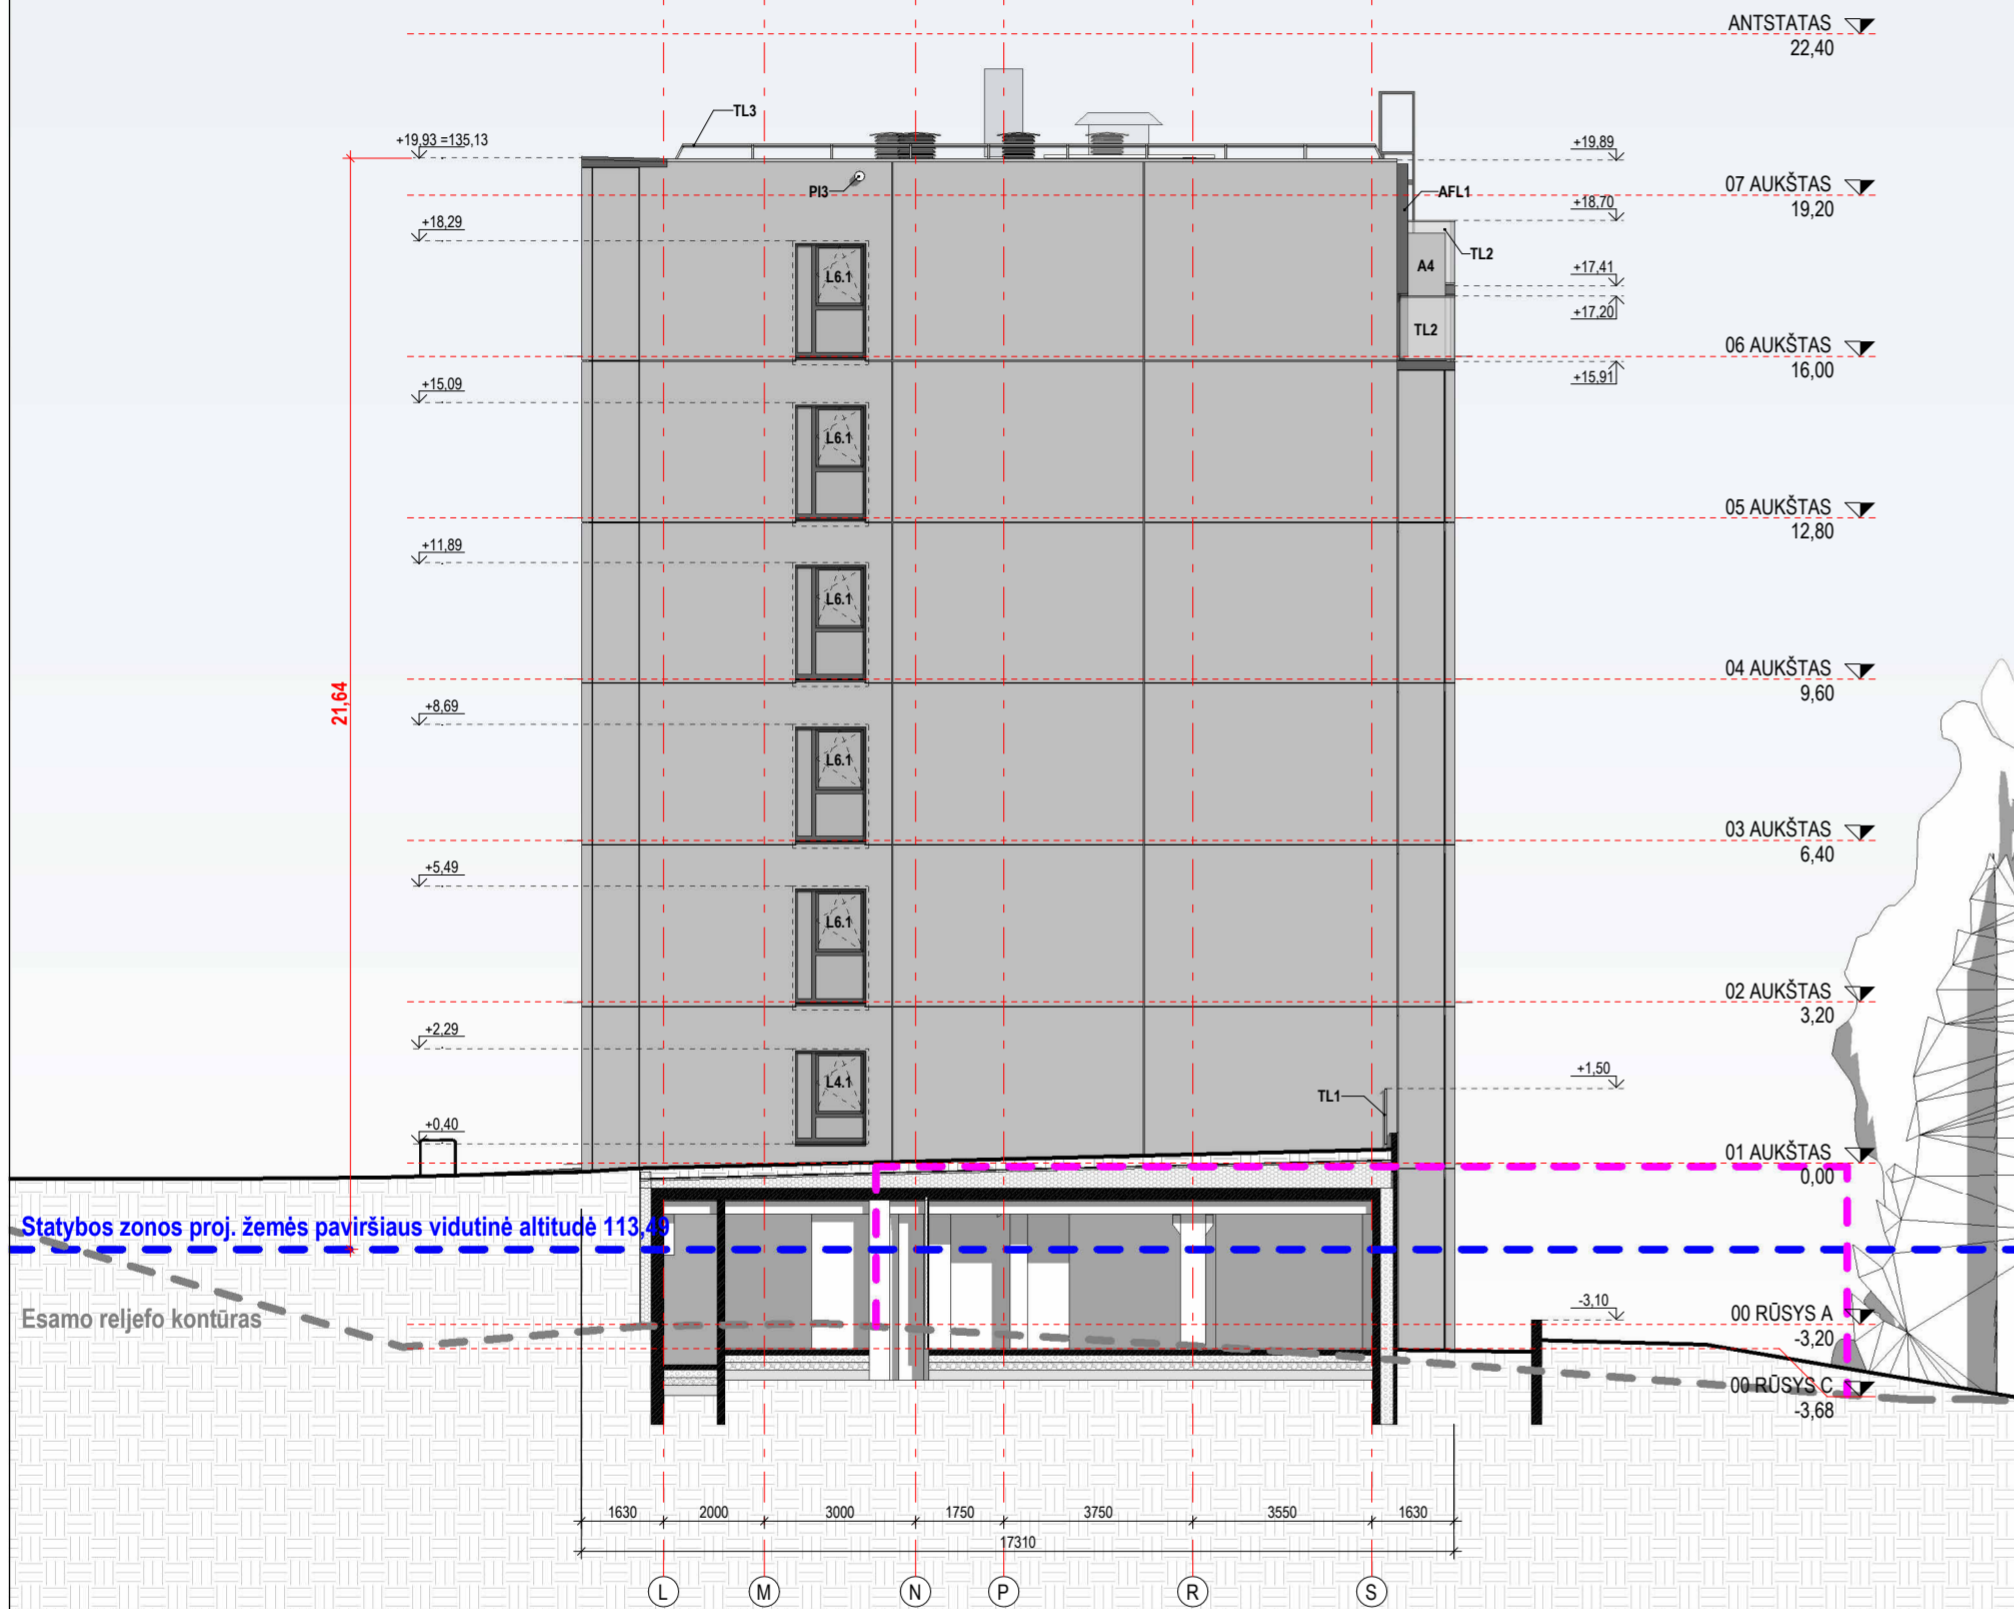 ANTSTATAS
22,40
TL3
+19,93 =135,13
+19,89
PI3
AFL1
07 AUKŠTAS
19,20
+18,70
+18,29
TL2
L6.1
A4
+17,41
+17,20
TL2
06 AUKŠTAS
16,00
+15,91
+15,09
L6.1
05 AUKŠTAS
12,80
+11,89
L6.1
04 AUKŠTAS
9,60
21,64
+8,69
L6.1
03 AUKŠTAS
6,40
+5,49
L6.1
02 AUKŠTAS
3,20
+2,29
L4.1
+1,50
TL1
+0,40
01 AUKŠTAS
0,00
Statybos zonos proj. žemės paviršiaus vidutinė altitudė 113,49
Esamo reljefo kontūras
-3,10
00 RŪSYS A
-3,20
00 RŪSYS C
-3,68
1630 2000 3000 1750 3750 3550 1630
17310
L M N P R S